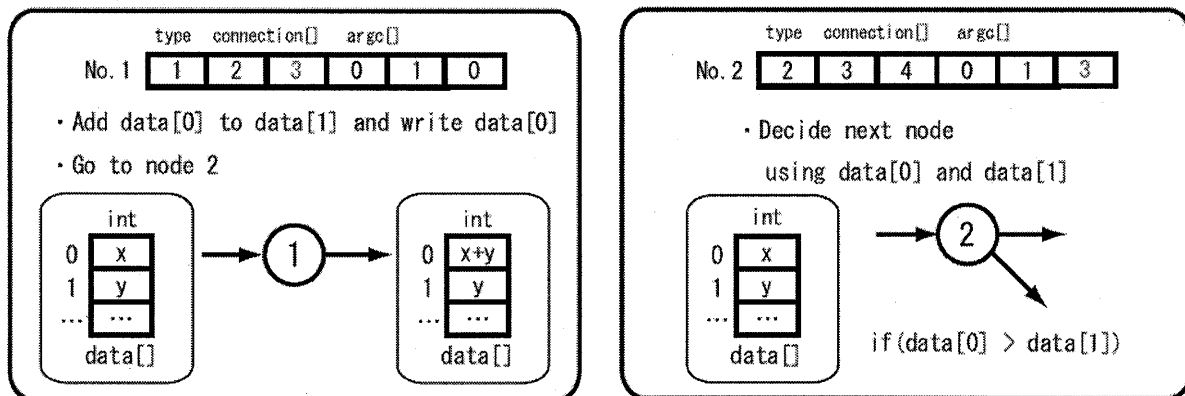 type connection[] argc[]
No. 1 1 2 3 0 1 0
・Add data[0] to data[1] and write data[0]
・Go to node 2
int
0 x
1 y
... ...
data[]
1
int
0 x+y
1 y
... ...
data[]
type connection[] argc[]
No. 2 2 3 4 0 1 3
・Decide next node
using data[0] and data[1]
int
0 x
1 y
... ...
data[]
2
if(data[0] > data[1])